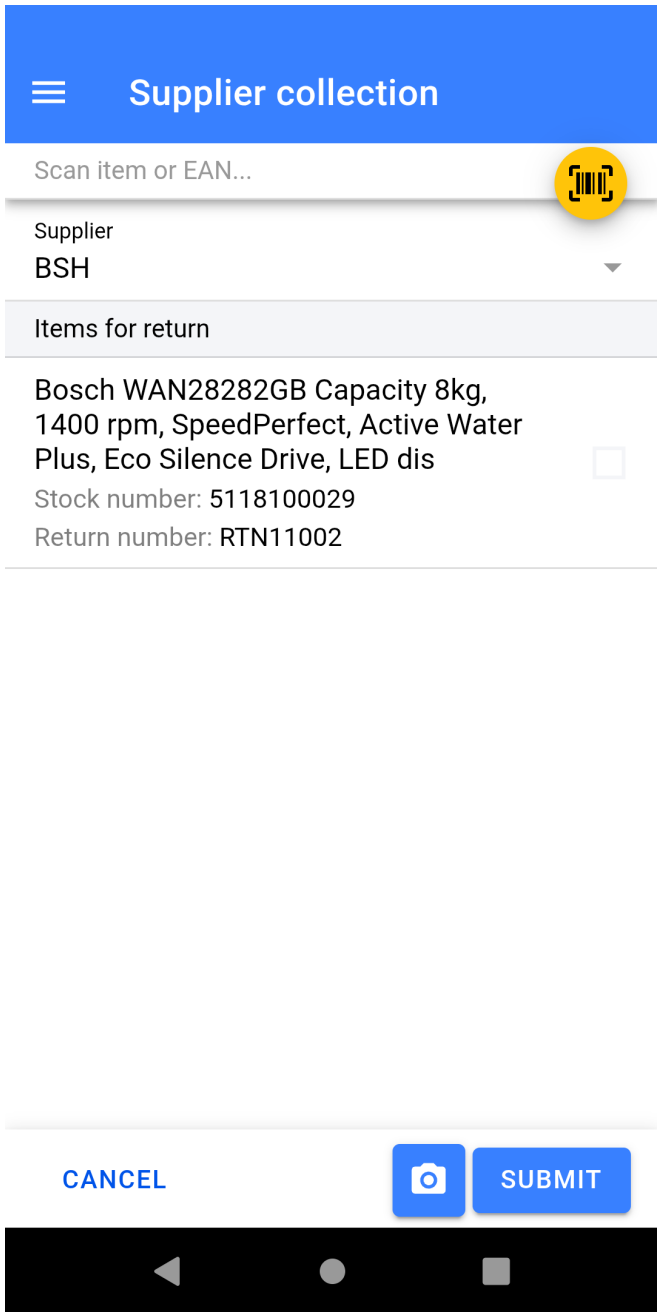 Supplier collection
Scan item or EAN...
Supplier
BSH
Items for return
Bosch WAN28282GB Capacity 8kg,
1400 rpm, SpeedPerfect, Active Water
Plus, Eco Silence Drive, LED dis
Stock number: 5118100029
Return number: RTN11002
CANCEL
SUBMIT